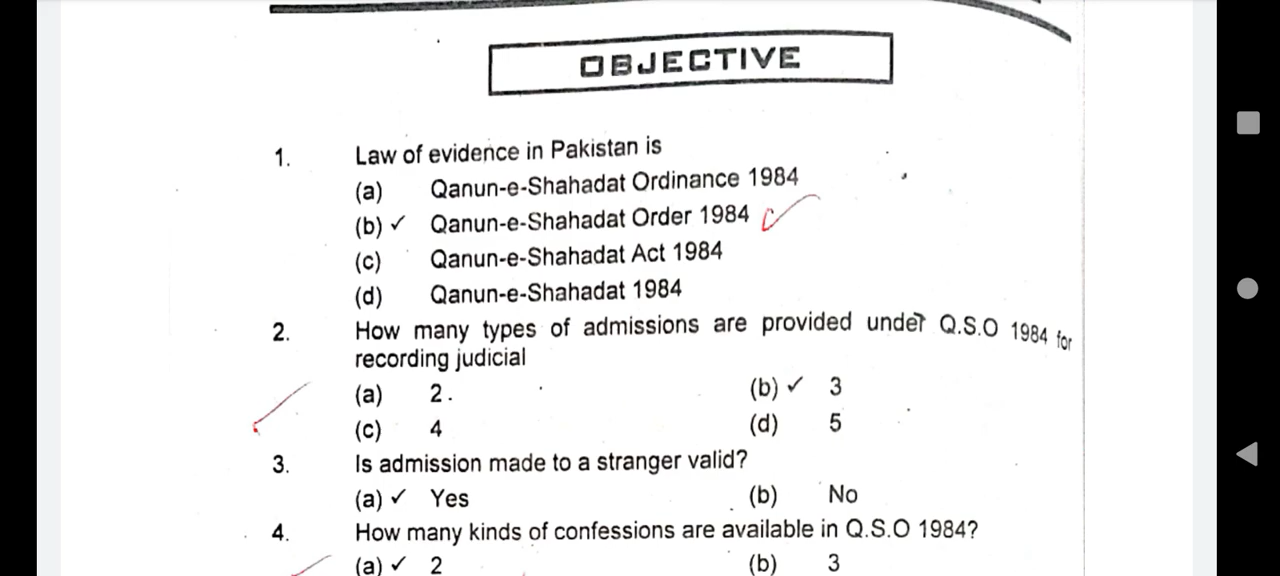 OBJECTIVE
1. Law of evidence in Pakistan is
(a) Qanun-e-Shahadat Ordinance 1984
(b) ✓ Qanun-e-Shahadat Order 1984
(c) Qanun-e-Shahadat Act 1984
(d) Qanun-e-Shahadat 1984
2. How many types of admissions are provided under Q.S.O 1984 for
recording judicial
(a) 2. (b) ✓ 3
(c) 4 (d) 5
3. Is admission made to a stranger valid?
(a) ✓ Yes (b) No
4. How many kinds of confessions are available in Q.S.O 1984?
(a) ✓ 2 (b) 3